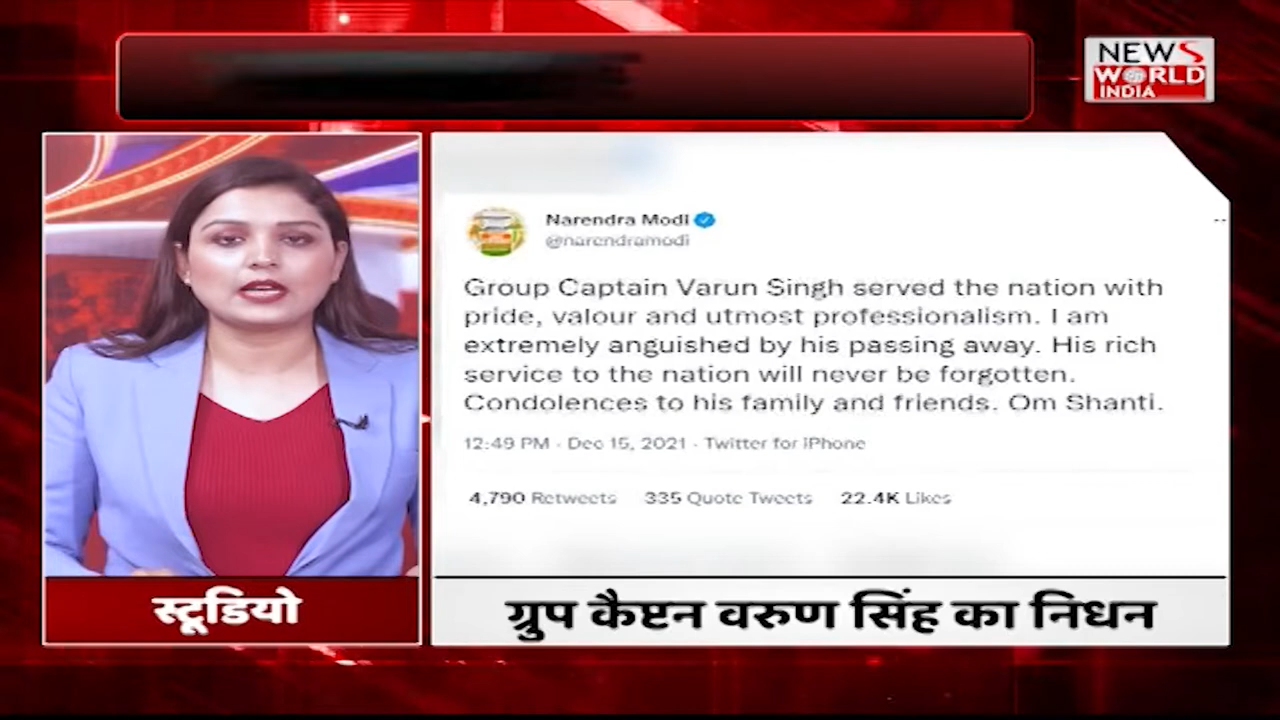 NEWS
WORLD
INDIA
Narendra Modi
@narendramodi
Group Captain Varun Singh served the nation with
pride, valour and utmost professionalism. I am
extremely anguished by his passing away. His rich
service to the nation will never be forgotten.
Condolences to his family and friends. Om Shanti.
12:49 PM · Dec 15, 2021 · Twitter for iPhone
4,790 Retweets 335 Quote Tweets 22.4K Likes
स्टूडियो
ग्रुप कैप्टन वरुण सिंह का निधन